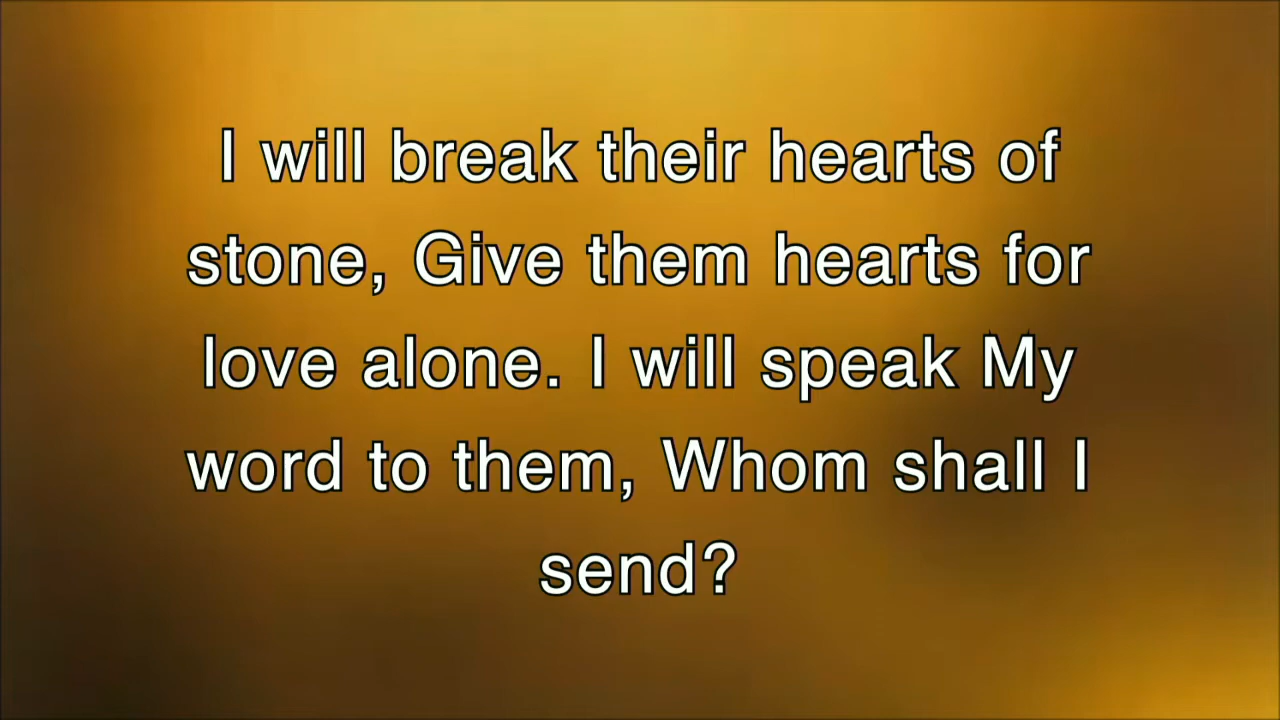 I will break their hearts of
stone, Give them hearts for
love alone. I will speak My
word to them, Whom shall I
send?